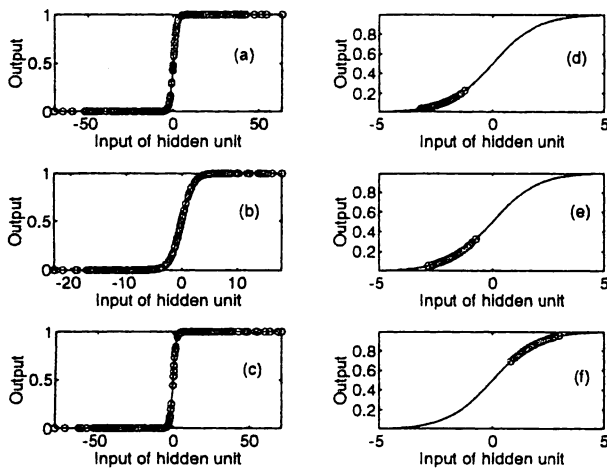 1
0.5
0
Output
(a)
-50 0 50
Input of hidden unit
0.8
0.6
0.4
0.2
Output
(d)
-5 0 5
Input of hidden unit
1
0.5
0
Output
(b)
-20 -10 0 10
Input of hidden unit
0.8
0.6
0.4
0.2
Output
(e)
-5 0 5
Input of hidden unit
1
0.5
0
Output
(c)
-50 0 50
Input of hidden unit
0.8
0.6
0.4
0.2
Output
(f)
-5 0 5
Input of hidden unit